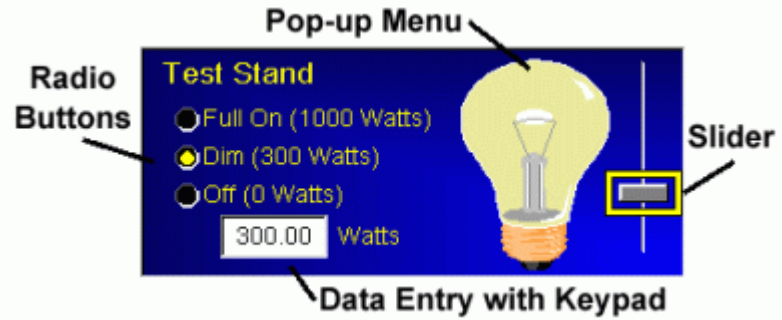 Pop-up Menu
Radio
Buttons
Test Stand
Full On (1000 Watts)
Dim (300 Watts)
Off (0 Watts)
300.00 Watts
Slider
Data Entry with Keypad